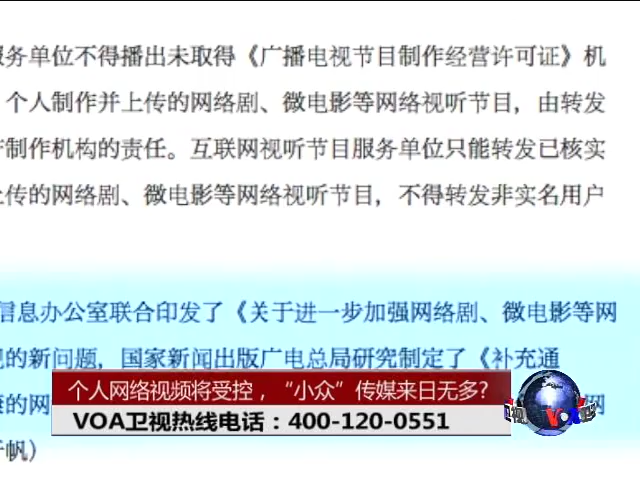 服务单位不得播出未取得《广播电视节目制作经营许可证》机
个人制作并上传的网络剧、微电影等网络视听节目，由转发
制作机构的责任。互联网视听节目服务单位只能转发已核实
上传的网络剧、微电影等网络视听节目，不得转发非实名用户
信息办公室联合印发了《关于进一步加强网络剧、微电影等网
的新问题，国家新闻出版广电总局研究制定了《补充通
的网
网
帆）
个人网络视频将受控，“小众”传媒来日无多?
VOA卫视热线电话：400-120-0551
VOA